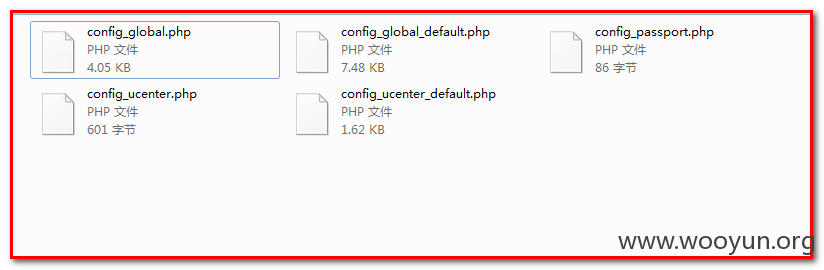 config_global.php
PHP 文件
4.05 KB
config_global_default.php
PHP 文件
7.48 KB
config_passport.php
PHP 文件
86 字节
config_ucenter.php
PHP 文件
601 字节
config_ucenter_default.php
PHP 文件
1.62 KB
www.wooyun.org